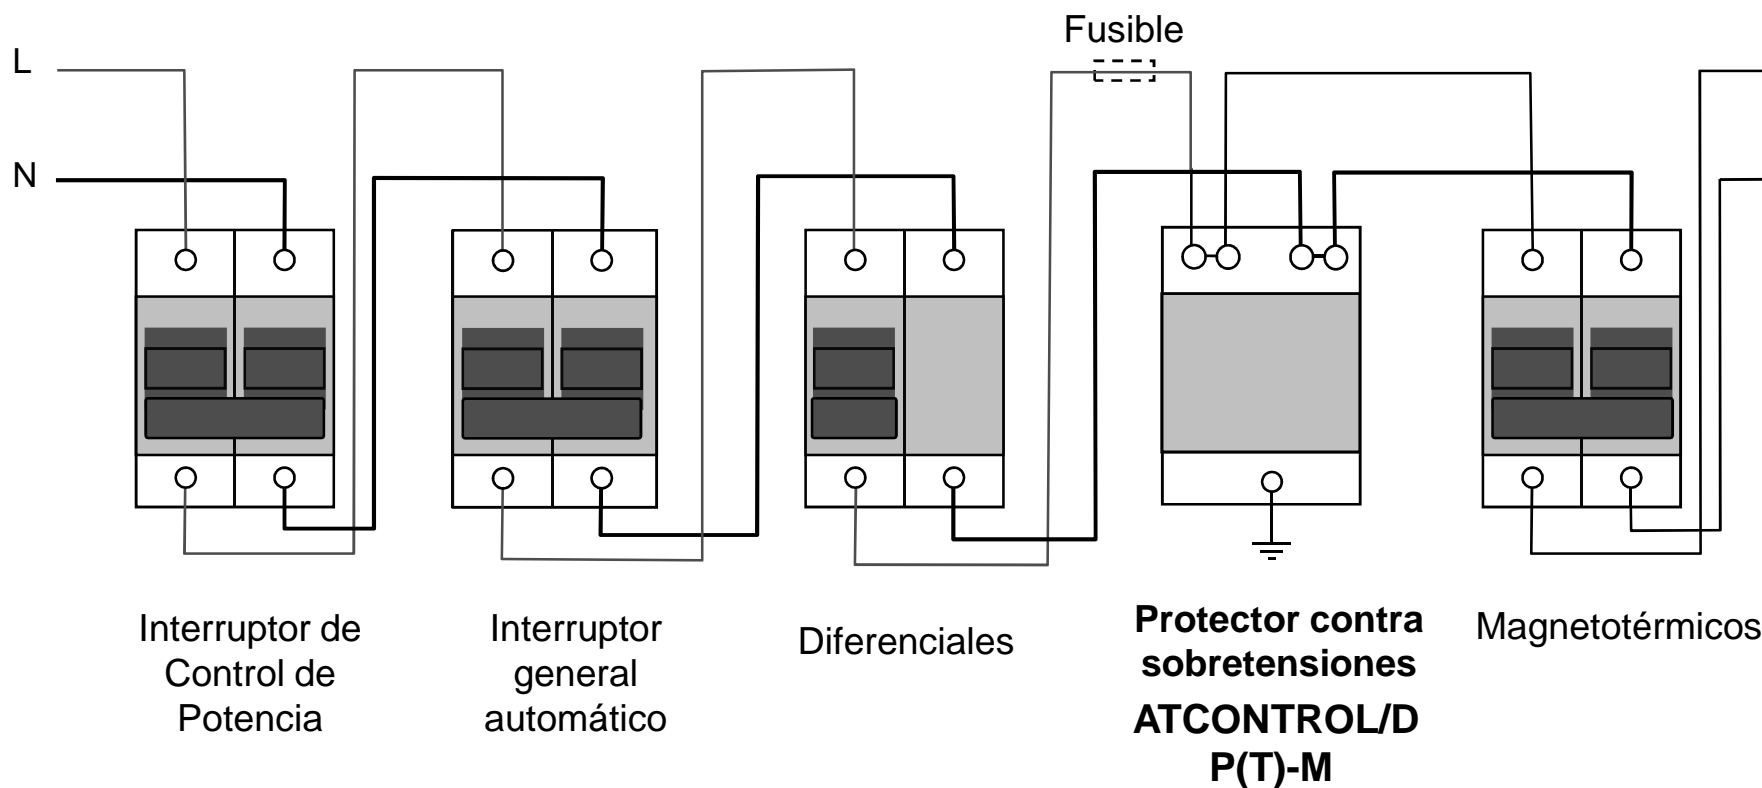 Fusible
L
N
Interruptor de
Control de
Potencia
Interruptor
general
automático
Diferenciales
Protector contra
sobretensiones
ATCONTROL/D
P(T)-M
Magnetotérmicos